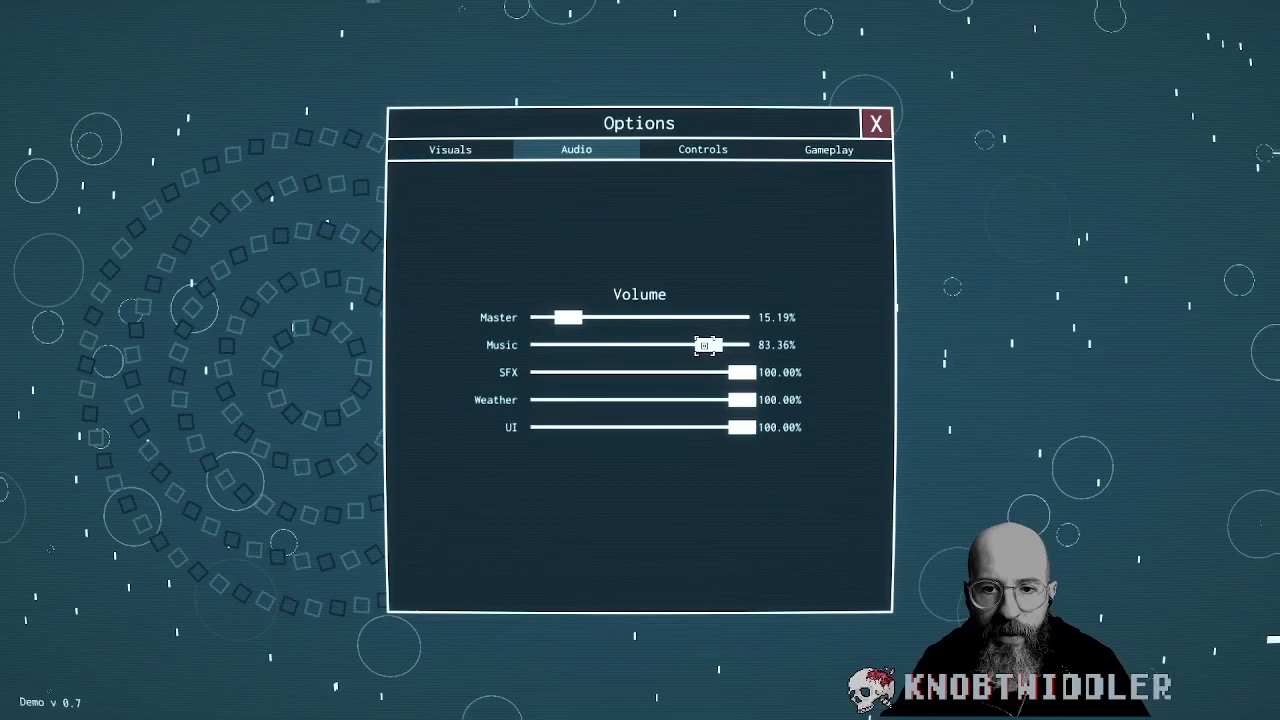 Options X
Visuals Audio Controls Gameplay
Volume
Master 15.19%
Music 83.36%
SFX 100.00%
Weather 100.00%
UI 100.00%
KNOBTWIDDLER
Demo v 0.7